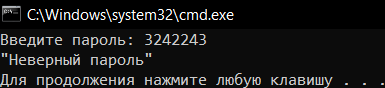 C:\Windows\system32\cmd.exe
Введите пароль: 3242243
"Неверный пароль"
Для продолжения нажмите любую клавишу . . .